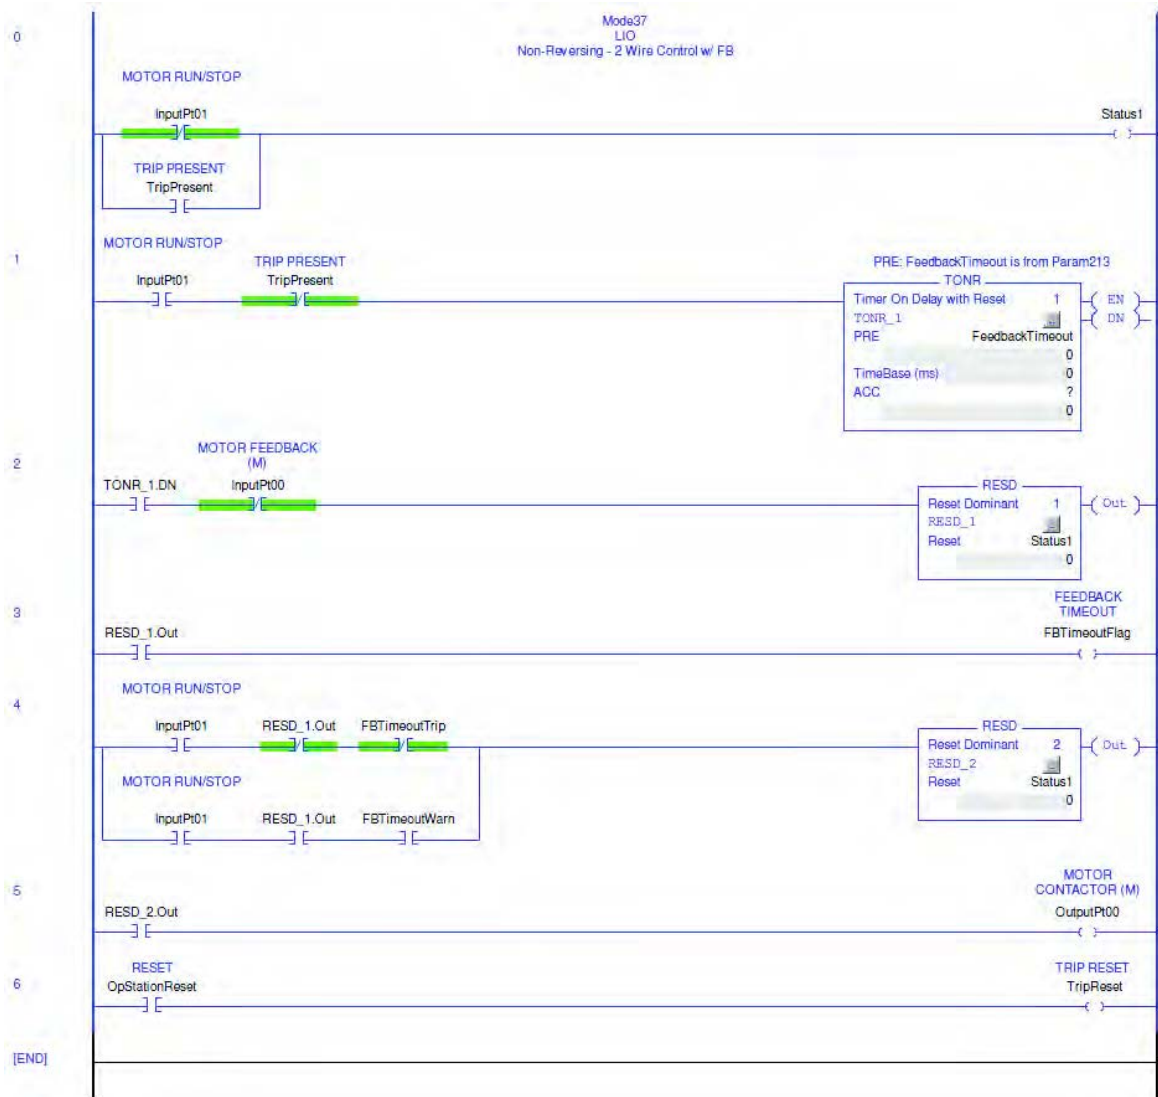 Mode37
LIO
Non-Reversing - 2 Wire Control w/ FB
0
MOTOR RUN/STOP
InputPt01
Status1
TRIP PRESENT
TripPresent
MOTOR RUN/STOP
1
TRIP PRESENT
PRE: FeedbackTimeout is from Param213
InputPt01
TripPresent
TONR
Timer On Delay with Reset 1
EN
TONR_1
DN
PRE FeedbackTimeout
0
TimeBase (ms) 0
ACC ?
0
MOTOR FEEDBACK
(M)
2
TONR_1.DN
InputPt00
RESD
Reset Dominant 1
Out
RESD_1
Reset Status1
0
FEEDBACK
TIMEOUT
3
RESD_1.Out
FBTimeoutFlag
MOTOR RUN/STOP
4
InputPt01
RESD_1.Out
FBTimeoutTrip
RESD
Reset Dominant 2
Out
RESD_2
Reset Status1
0
MOTOR RUN/STOP
InputPt01
RESD_1.Out
FBTimeoutWarn
MOTOR
CONTACTOR (M)
5
RESD_2.Out
OutputPt00
RESET
TRIP RESET
6
OpStationReset
TripReset
[END]